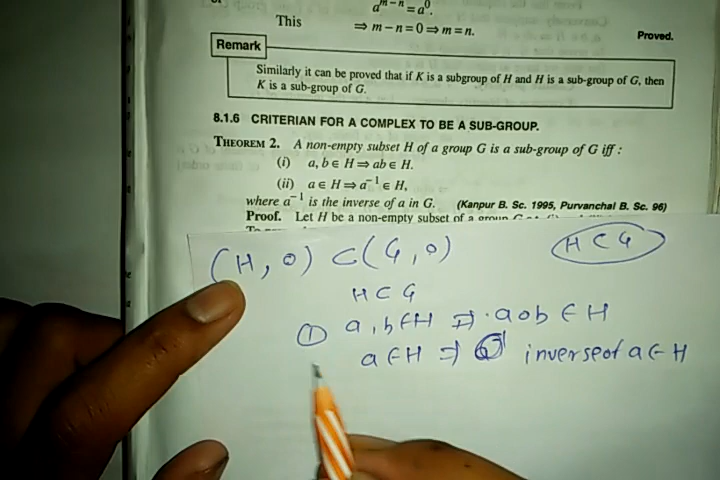 a^{m-n} = a^0.
This ⇒ m – n = 0 ⇒ m = n.
Proved.
Remark
Similarly it can be proved that if K is a subgroup of H and H is a sub-group of G, then
K is a sub-group of G.
8.1.6 CRITERIAN FOR A COMPLEX TO BE A SUB-GROUP.
THEOREM 2. A non-empty subset H of a group G is a sub-group of G iff :
(i) a, b ∈ H ⇒ ab ∈ H.
(ii) a ∈ H ⇒ a^{-1} ∈ H,
where a^{-1} is the inverse of a in G. (Kanpur B. Sc. 1995, Purvanchal B. Sc. 96)
Proof. Let H be a non-empty subset of a group G
(H, o) ⊂ (G, o) H ⊂ G
H ⊂ G
① a, b ∈ H ⇒ a o b ∈ H
a ∈ H ⇒ inverse of a ∈ H